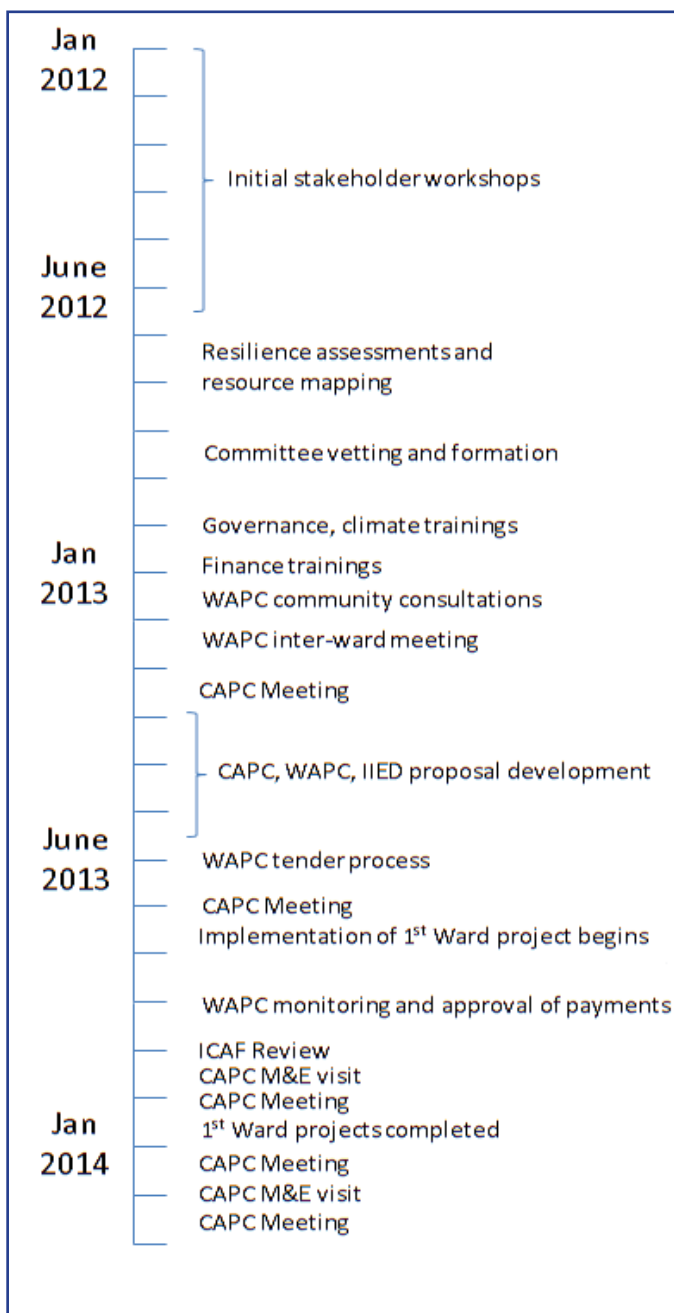 Jan
2012
Initial stakeholder workshops
June
2012
Resilience assessments and
resource mapping
Committee vetting and formation
Governance, climate trainings
Jan
2013
Finance trainings
WAPC community consultations
WAPC inter-ward meeting
CAPC Meeting
CAPC, WAPC, IIED proposal development
June
2013
WAPC tender process
CAPC Meeting
Implementation of 1st Ward project begins
WAPC monitoring and approval of payments
ICAF Review
CAPC M&E visit
CAPC Meeting
Jan
2014
1st Ward projects completed
CAPC Meeting
CAPC M&E visit
CAPC Meeting